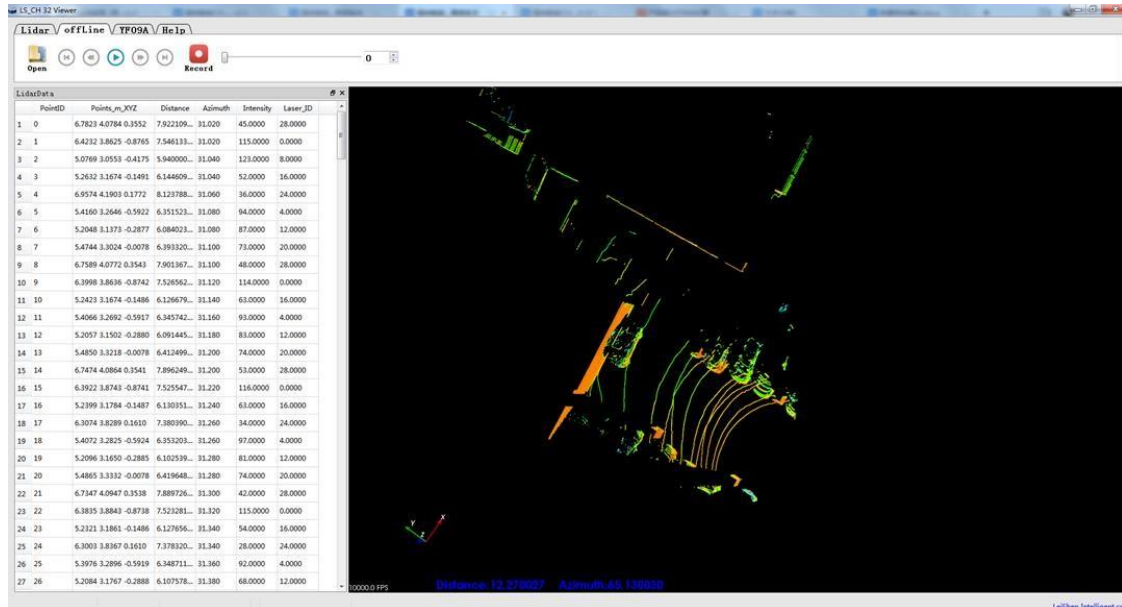 LS_CH 32 Viewer
Lidar offLine YF09A Help
Open Record 0
LidarData
PointID Points_m_XYZ Distance Azimuth Intensity Laser_ID
1 0 6.7823 4.0784 0.3552 7.922109... 31.020 45.0000 28.0000
2 1 6.4232 3.8625 -0.8765 7.546133... 31.020 115.0000 0.0000
3 2 5.0769 3.0553 -0.4175 5.940000... 31.040 123.0000 8.0000
4 3 5.2632 3.1674 -0.1491 6.144609... 31.040 52.0000 16.0000
5 4 6.9574 4.1903 0.1772 8.123788... 31.060 36.0000 24.0000
6 5 5.4160 3.2646 -0.5922 6.351523... 31.080 94.0000 4.0000
7 6 5.2048 3.1373 -0.2877 6.084023... 31.080 87.0000 12.0000
8 7 5.4744 3.3024 -0.0078 6.393320... 31.100 73.0000 20.0000
9 8 6.7589 4.0772 0.3543 7.901367... 31.100 48.0000 28.0000
10 9 6.3998 3.8636 -0.8742 7.526562... 31.120 114.0000 0.0000
11 10 5.2423 3.1674 -0.1486 6.126679... 31.140 63.0000 16.0000
12 11 5.4066 3.2692 -0.5917 6.345742... 31.160 93.0000 4.0000
13 12 5.2057 3.1502 -0.2880 6.091445... 31.180 83.0000 12.0000
14 13 5.4850 3.3218 -0.0078 6.412499... 31.200 74.0000 20.0000
15 14 6.7474 4.0864 0.3541 7.896249... 31.200 53.0000 28.0000
16 15 6.3922 3.8743 -0.8741 7.525547... 31.220 116.0000 0.0000
17 16 5.2399 3.1784 -0.1487 6.130351... 31.240 63.0000 16.0000
18 17 6.3074 3.8289 0.1610 7.380390... 31.260 34.0000 24.0000
19 18 5.4072 3.2825 -0.5924 6.353203... 31.260 97.0000 4.0000
20 19 5.2096 3.1650 -0.2885 6.102539... 31.280 81.0000 12.0000
21 20 5.4865 3.3332 -0.0078 6.419648... 31.280 74.0000 20.0000
22 21 6.7347 4.0947 0.3538 7.889726... 31.300 42.0000 28.0000
23 22 6.3835 3.8843 -0.8738 7.523281... 31.320 115.0000 0.0000
24 23 5.2321 3.1861 -0.1486 6.127656... 31.340 54.0000 16.0000
25 24 6.3003 3.8367 0.1610 7.378320... 31.340 28.0000 24.0000
26 25 5.3976 3.2896 -0.5919 6.348711... 31.360 92.0000 4.0000
27 26 5.2084 3.1767 -0.2888 6.107578... 31.380 68.0000 12.0000
Y X
Z
10000.0 FPS Distance:12.270027 Azimuth:65.130030